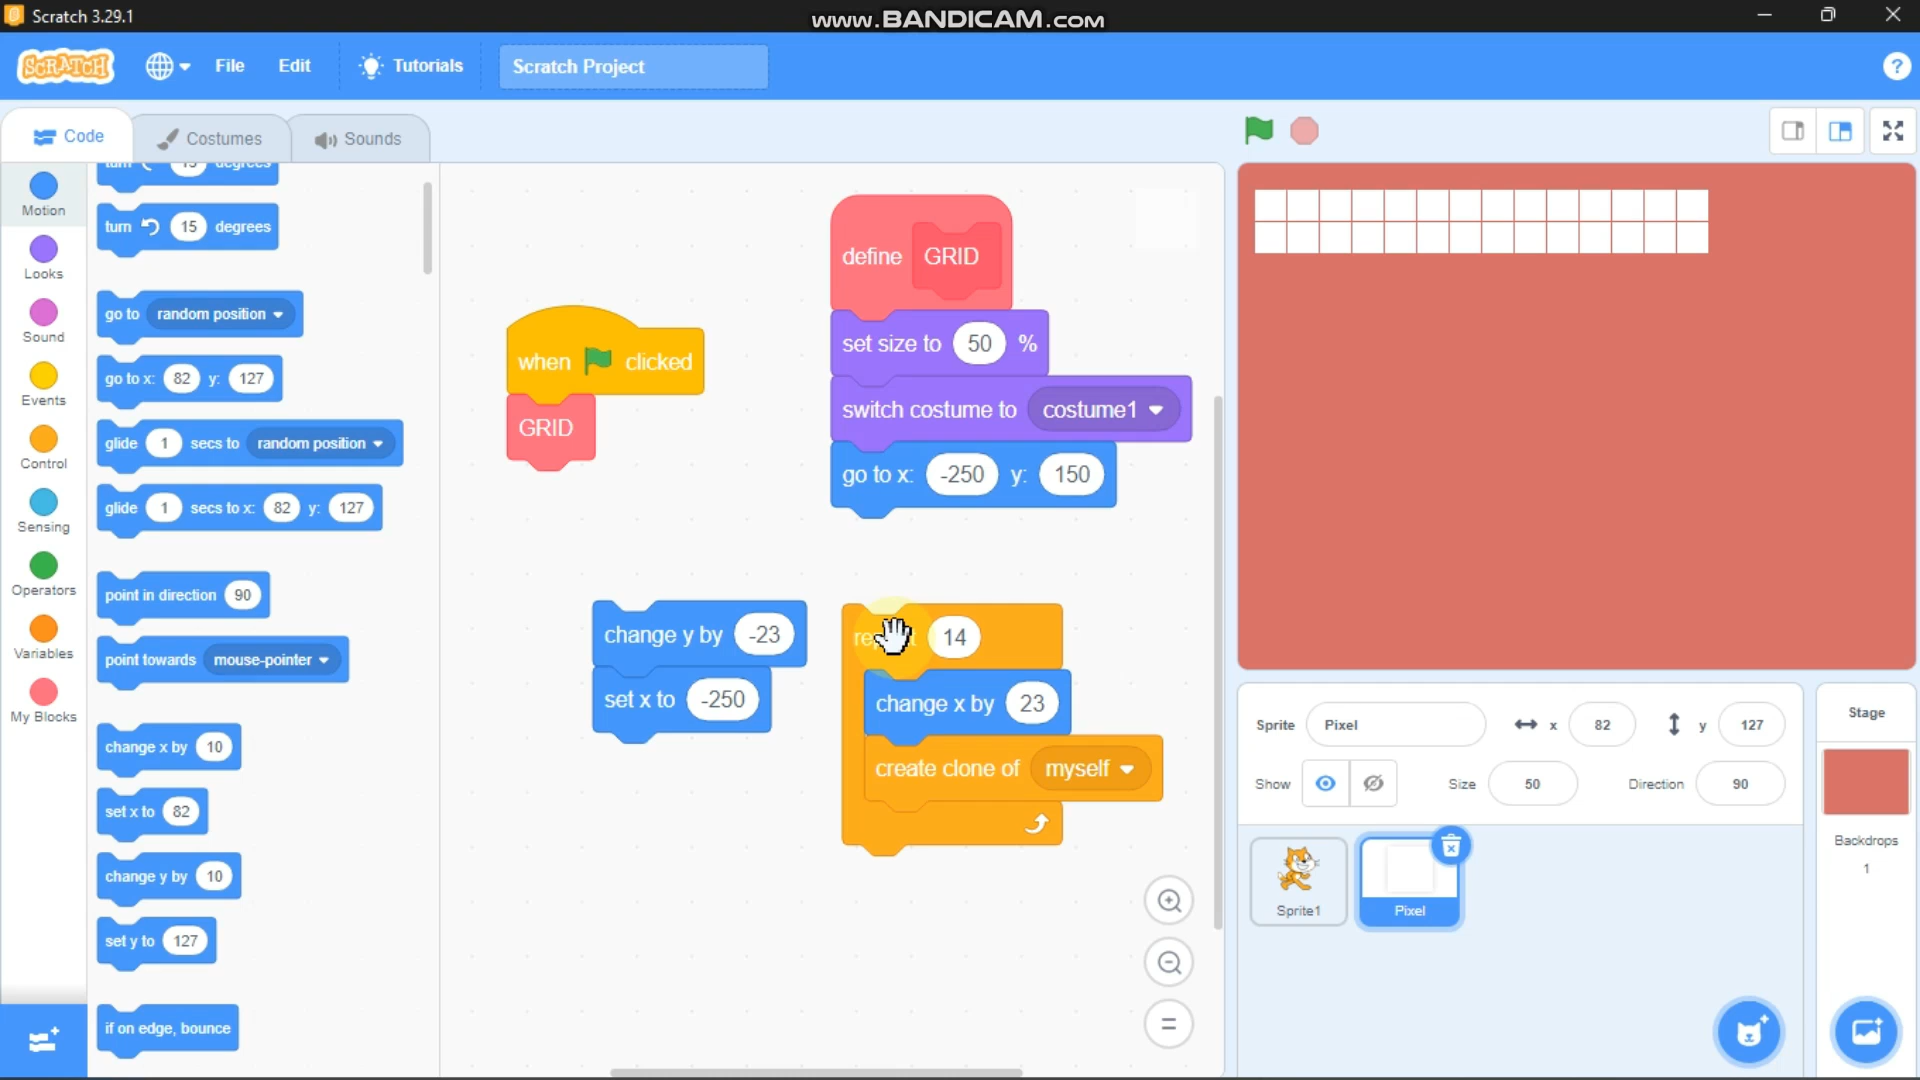 Scratch 3.29.1
www.BANDICAM.com
SCRATCH
File
Edit
Tutorials
Scratch Project
?
Code
Costumes
Sounds
Motion
Looks
Sound
Events
Control
Sensing
Operators
Variables
My Blocks
turn 15 degrees
turn 15 degrees
go to random position
go to x: 82 y: 127
glide 1 secs to random position
glide 1 secs to x: 82 y: 127
point in direction 90
point towards mouse-pointer
change x by 10
set x to 82
change y by 10
set y to 127
if on edge, bounce
when clicked
GRID
define GRID
set size to 50 %
switch costume to costume1
go to x: -250 y: 150
change y by -23
set x to -250
repeat 14
change x by 23
create clone of myself
Sprite Pixel x 82 y 127
Show Size 50 Direction 90
Sprite1
Pixel
Stage
Backdrops
1